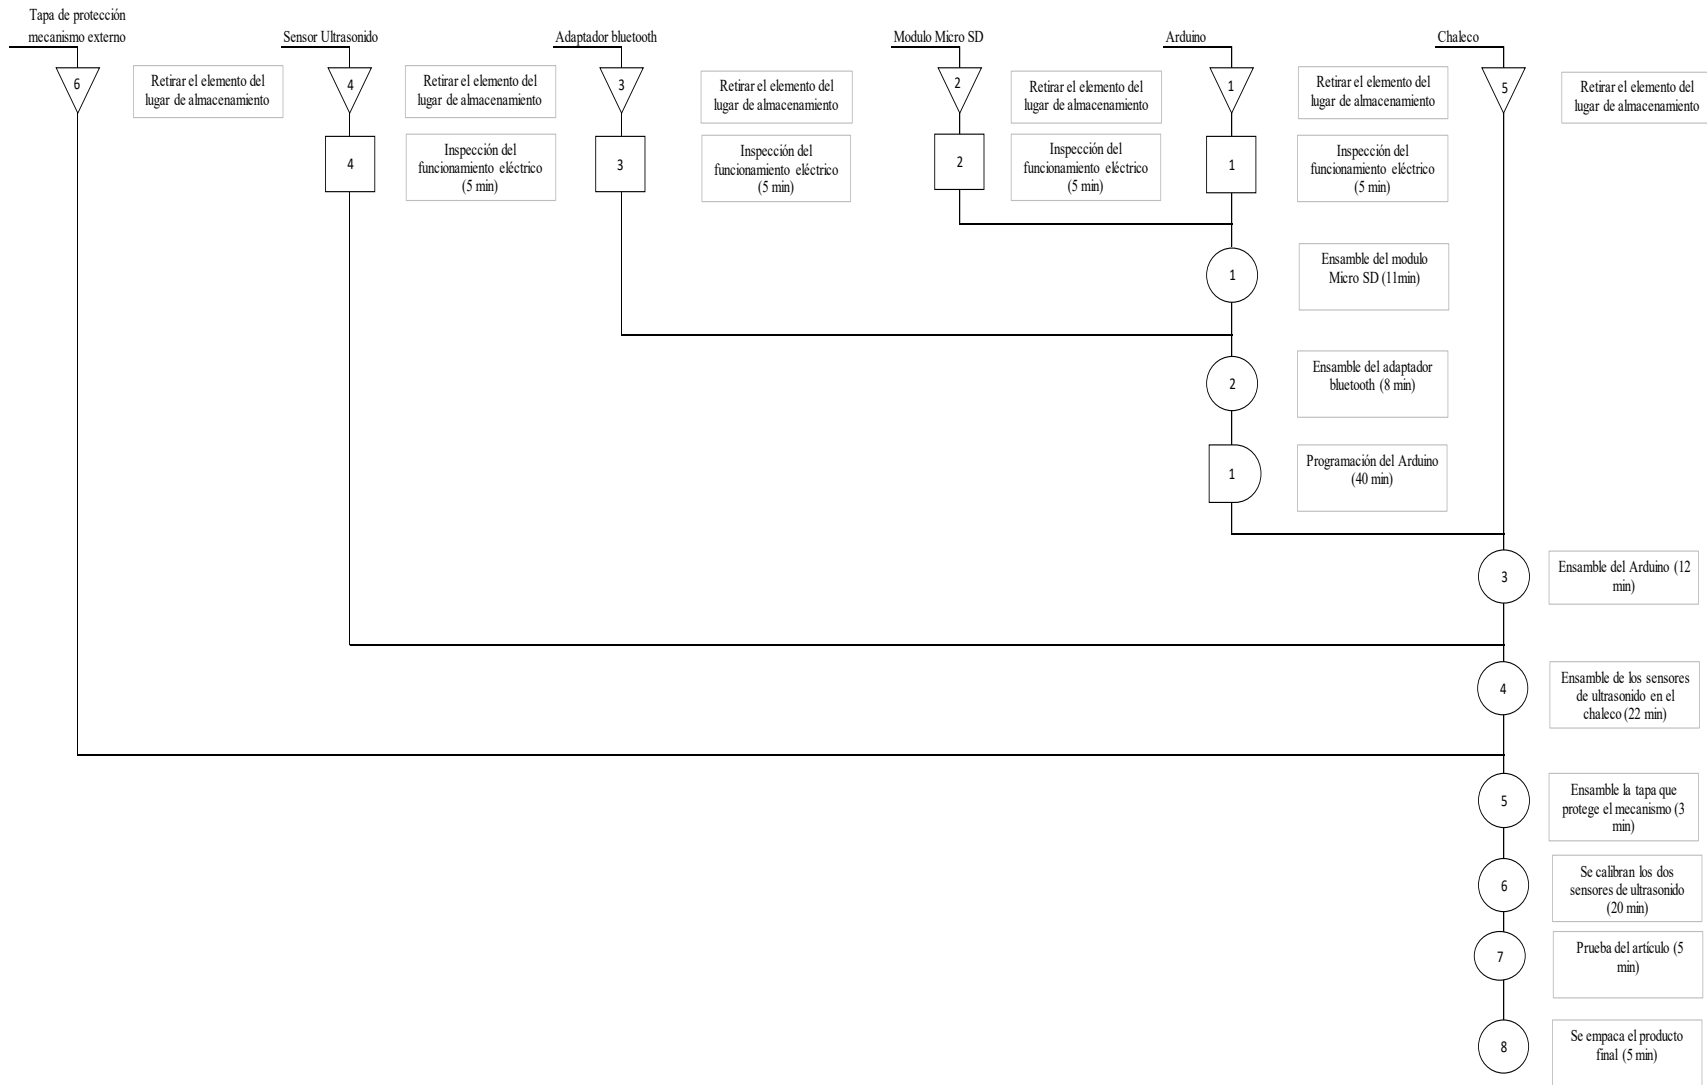 Tapa de protección
mecanismo externo
Sensor Ultrasonido
Adaptador bluetooth
Modulo Micro SD
Arduino
Chaleco
6
Retirar el elemento del
lugar de almacenamiento
4
Retirar el elemento del
lugar de almacenamiento
3
Retirar el elemento del
lugar de almacenamiento
2
Retirar el elemento del
lugar de almacenamiento
1
Retirar el elemento del
lugar de almacenamiento
5
Retirar el elemento del
lugar de almacenamiento
4
Inspección del
funcionamiento eléctrico
(5 min)
3
Inspección del
funcionamiento eléctrico
(5 min)
2
Inspección del
funcionamiento eléctrico
(5 min)
1
Inspección del
funcionamiento eléctrico
(5 min)
1
Ensamble del modulo
Micro SD (11min)
2
Ensamble del adaptador
bluetooth (8 min)
1
Programación del Arduino
(40 min)
3
Ensamble del Arduino (12
min)
4
Ensamble de los sensores
de ultrasonido en el
chaleco (22 min)
5
Ensamble la tapa que
protege el mecanismo (3
min)
6
Se calibran los dos
sensores de ultrasonido
(20 min)
7
Prueba del artículo (5
min)
8
Se empaca el producto
final (5 min)